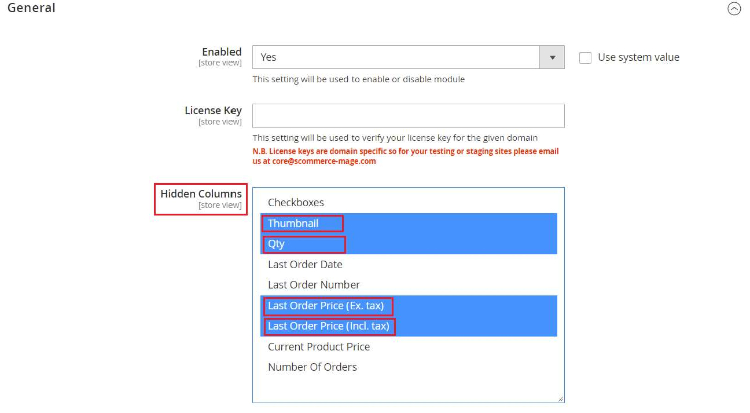 General
Enabled
[store view]
Yes
Use system value
This setting will be used to enable or disable module
License Key
[store view]
This setting will be used to verify your license key for the given domain
N.B. License keys are domain specific so for your testing or staging sites please email
us at core@scommerce-mage.com
Hidden Columns
[store view]
Checkboxes
Thumbnail
Qty
Last Order Date
Last Order Number
Last Order Price (Ex. tax)
Last Order Price (Incl. tax)
Current Product Price
Number Of Orders